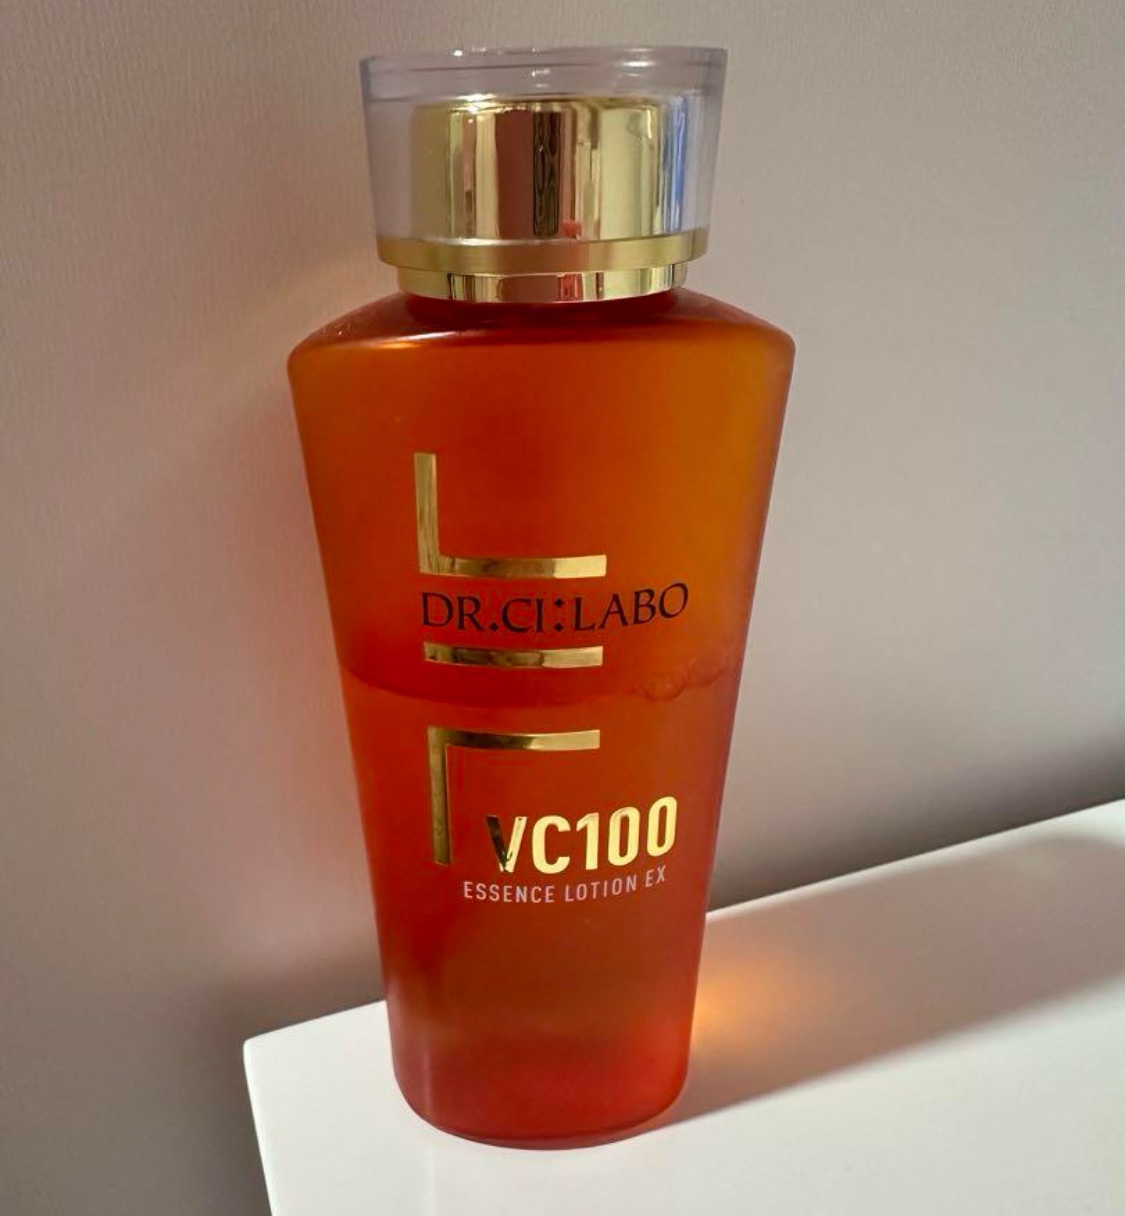 DR.CI:LABO
VC100
ESSENCE LOTION EX